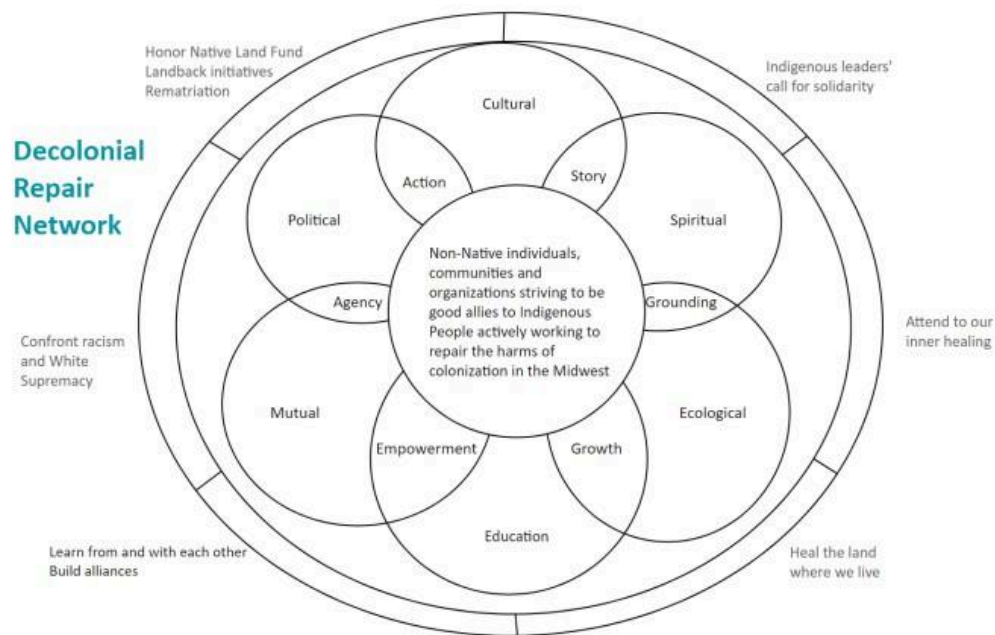 Decolonial
Repair
Network
Honor Native Land Fund
Landback initiatives
Rematriation
Indigenous leaders'
call for solidarity
Cultural
Action
Story
Political
Spiritual
Non-Native individuals,
communities and
organizations striving to be
good allies to Indigenous
People actively working to
repair the harms of
colonization in the Midwest
Agency
Grounding
Confront racism
and White
Supremacy
Attend to our
inner healing
Mutual
Ecological
Empowerment
Growth
Education
Learn from and with each other
Build alliances
Heal the land
where we live